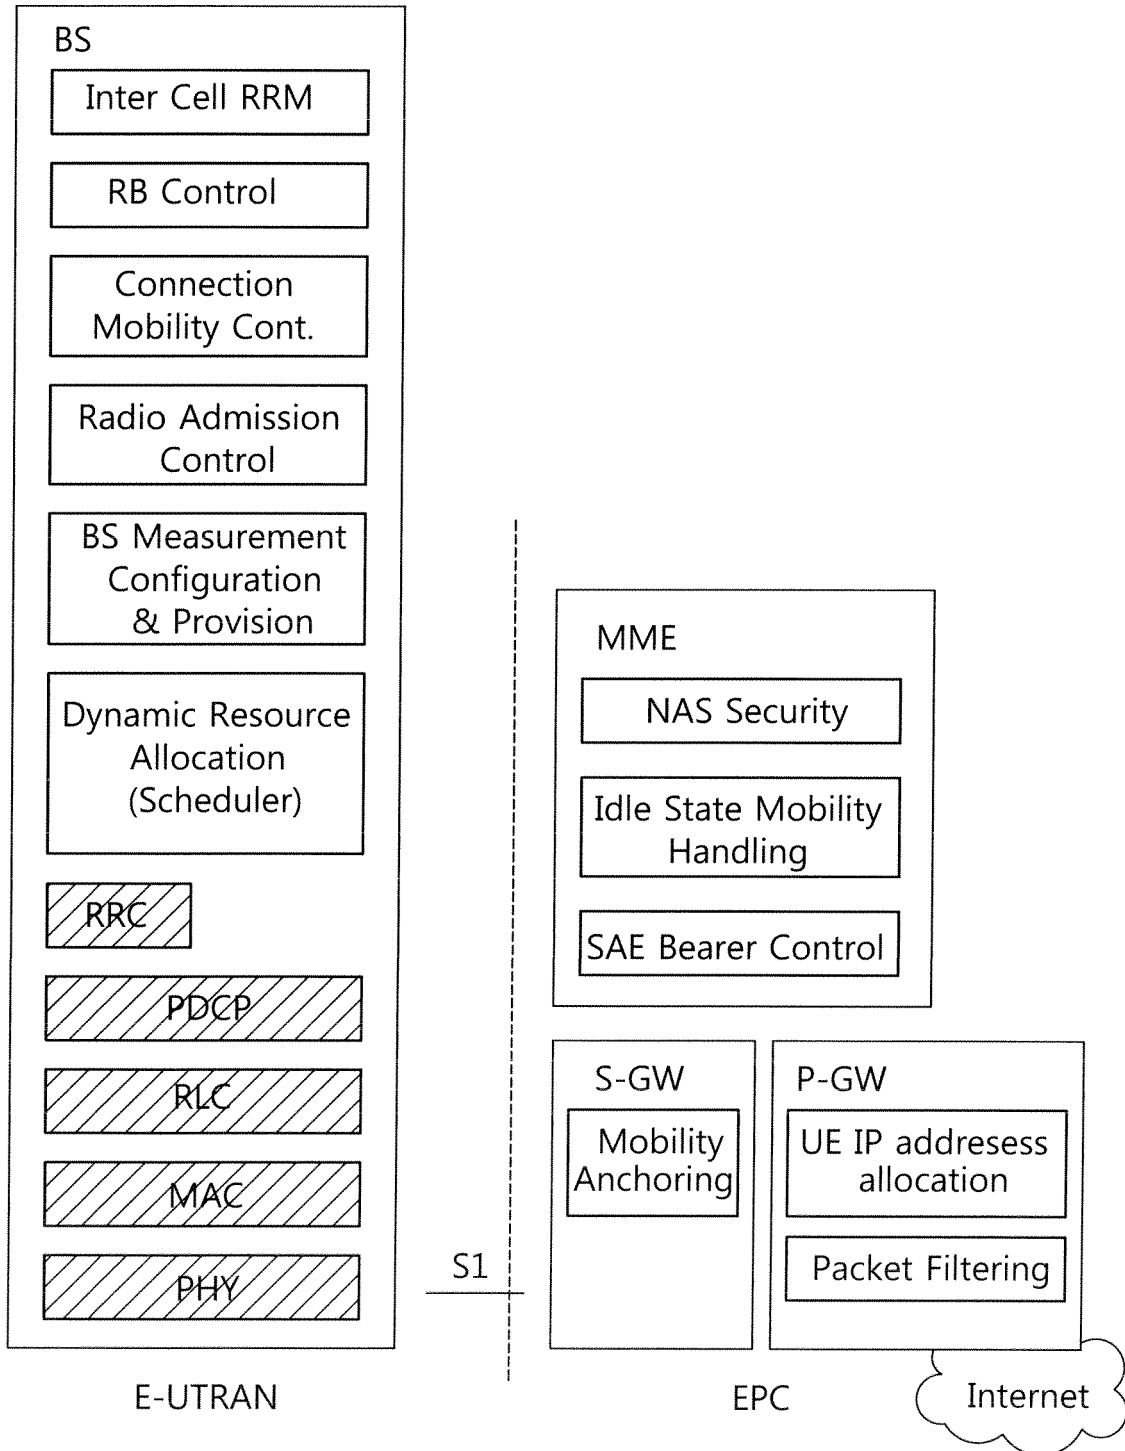 BS
Inter Cell RRM
RB Control
Connection
Mobility Cont.
Radio Admission
Control
BS Measurement
Configuration
& Provision
Dynamic Resource
Allocation
(Scheduler)
RRC
PDCP
RLC
MAC
PHY
E-UTRAN
S1
MME
NAS Security
Idle State Mobility
Handling
SAE Bearer Control
S-GW
Mobility
Anchoring
P-GW
UE IP addresess
allocation
Packet Filtering
EPC
Internet